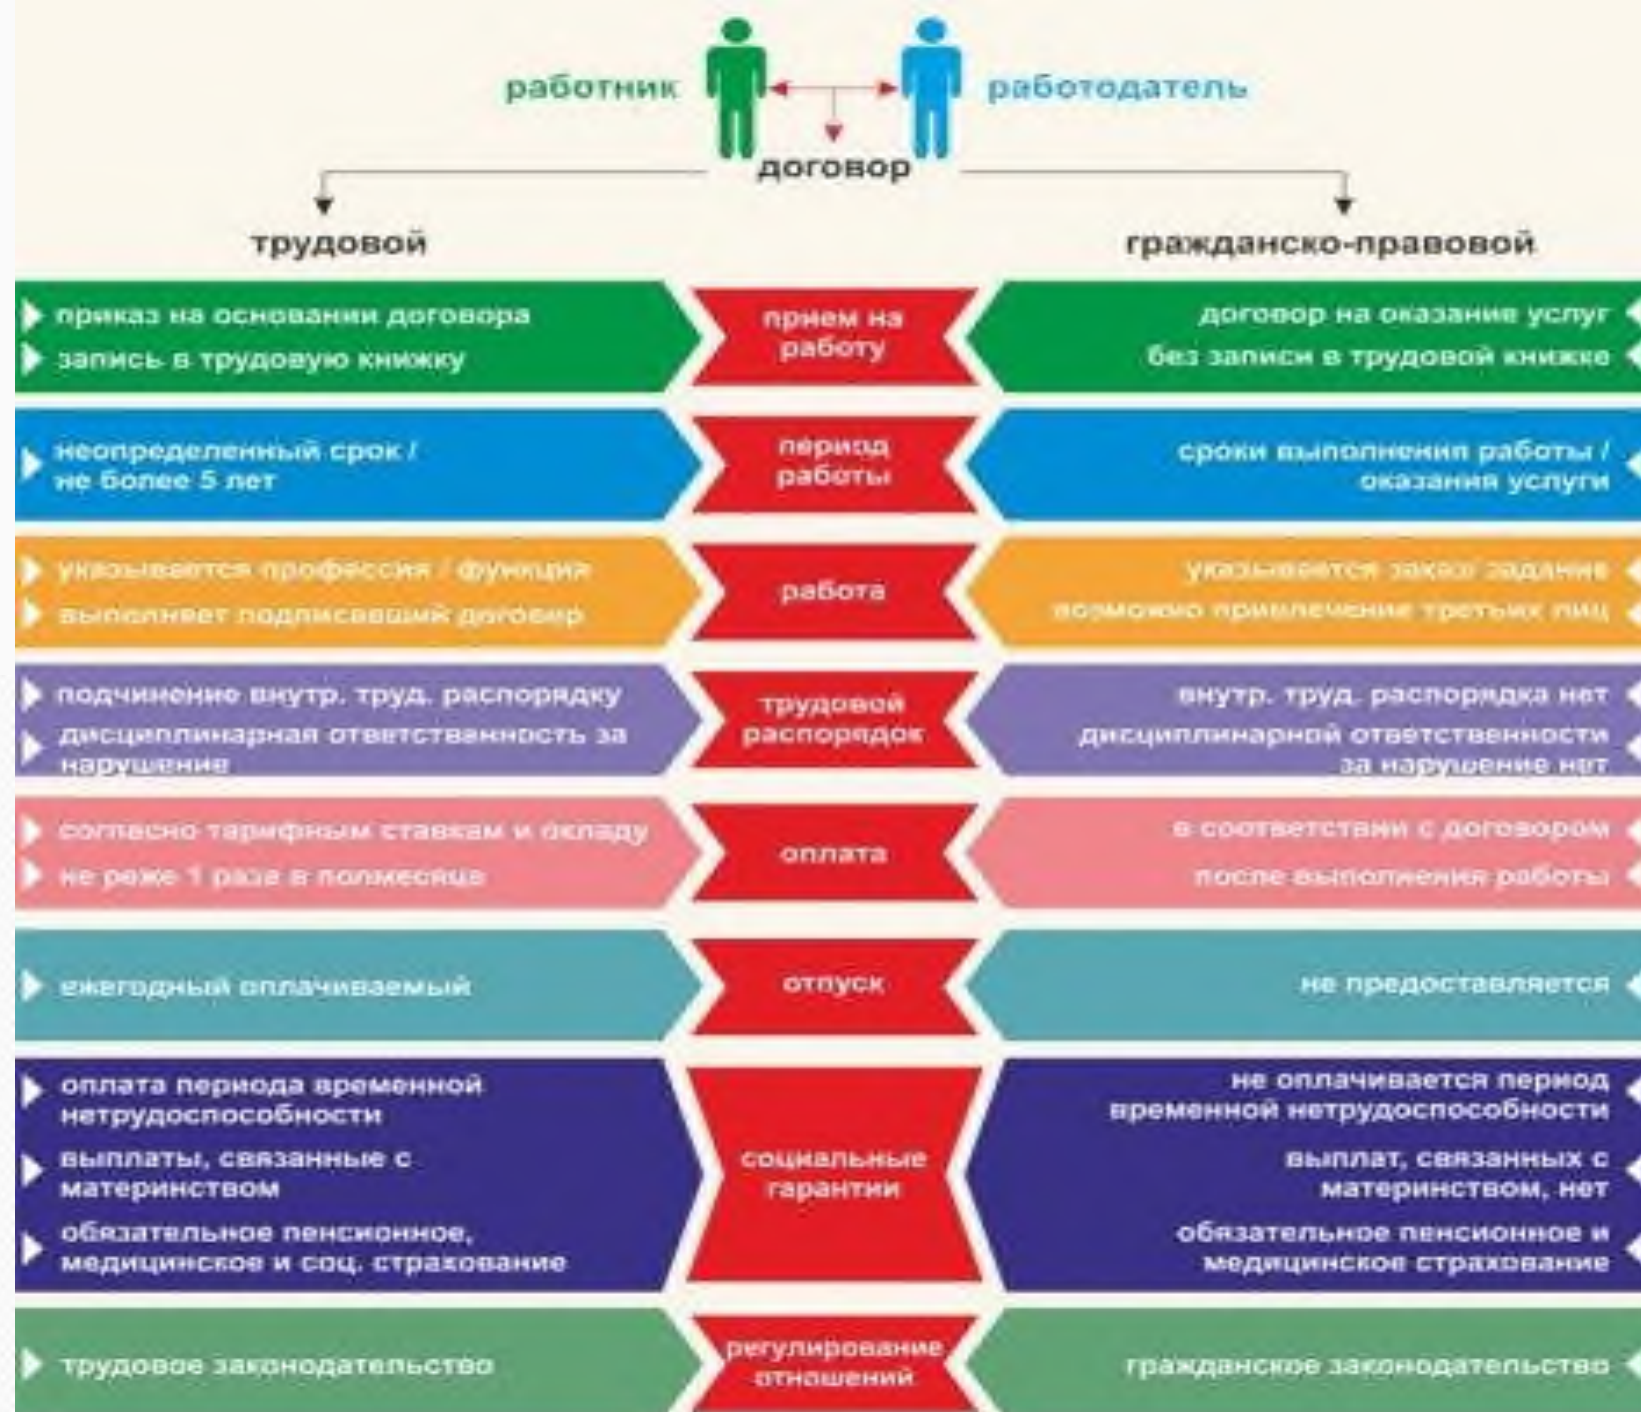 работник
работодатель
договор
трудовой
гражданско-правовой
приказ на основании договора
запись в трудовую книжку
прием на
работу
договор на оказание услуг
без записи в трудовой книжке
неопределенный срок /
не более 5 лет
период
работы
сроки выполнения работы /
оказания услуги
указывается профессия / функция
выполняет подписавший договор
работа
указывается заказ/ задание
возможно привлечение третьих лиц
подчинение внутр. труд. распорядку
дисциплинарная ответственность за
нарушение
трудовой
распорядок
внутр. труд. распорядка нет
дисциплинарной ответственности
за нарушение нет
согласно тарифным ставкам и окладу
не реже 1 раза в полмесяца
оплата
в соответствии с договором
после выполнения работы
ежегодный оплачиваемый
отпуск
не предоставляется
оплата периода временной
нетрудоспособности
выплаты, связанные с
материнством
обязательное пенсионное,
медицинское и соц. страхование
социальные
гарантии
не оплачивается период
временной нетрудоспособности
выплат, связанных с
материнством, нет
обязательное пенсионное и
медицинское страхование
трудовое законодательство
регулирование
отношений
гражданское законодательство